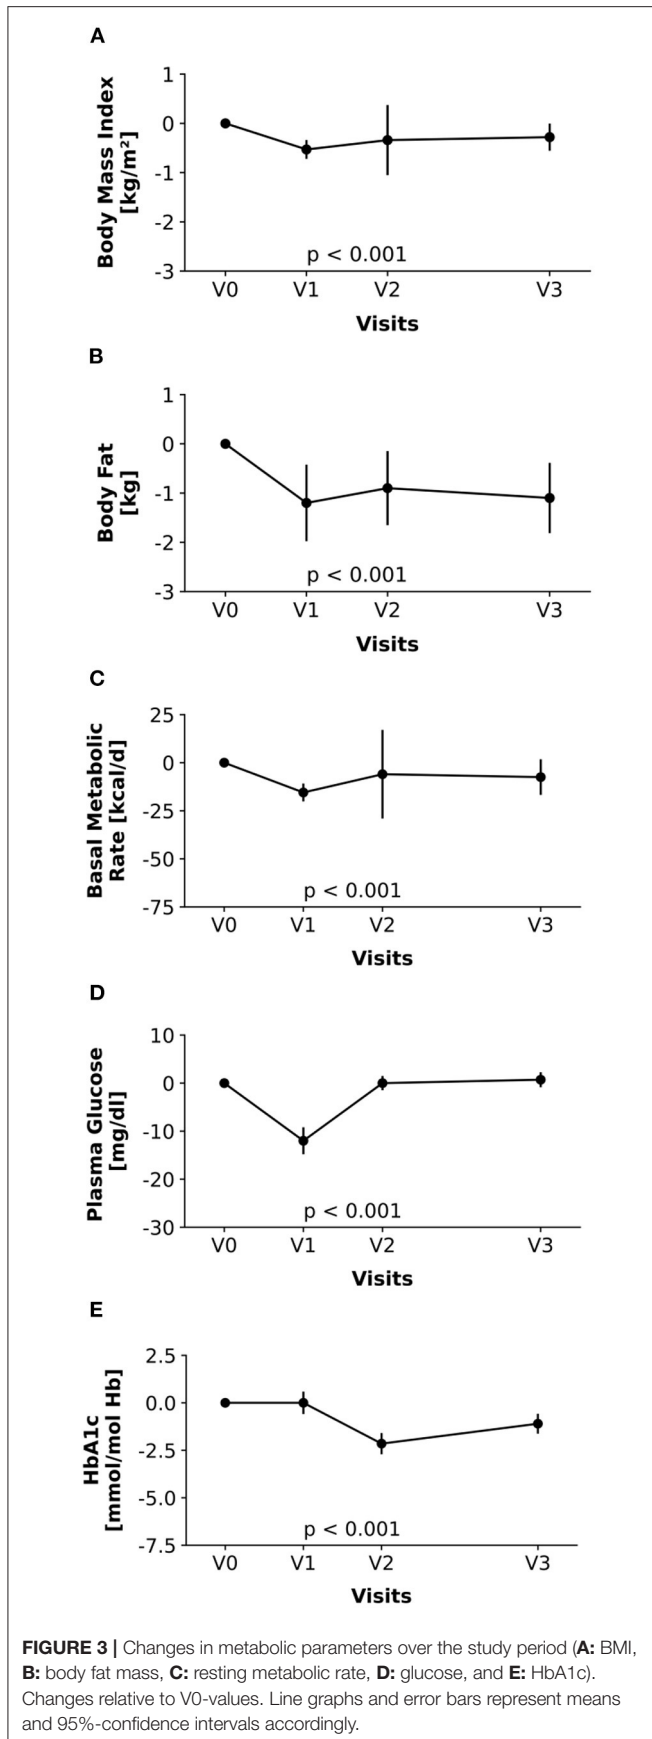 A
Body Mass Index
[kg/m²]
1
0
-1
-2
-3
p < 0.001
V0 V1 V2 V3
Visits
B
Body Fat
[kg]
1
0
-1
-2
-3
p < 0.001
V0 V1 V2 V3
Visits
C
Basal Metabolic
Rate [kcal/d]
25
0
-25
-50
-75
p < 0.001
V0 V1 V2 V3
Visits
D
Plasma Glucose
[mg/dl]
10
0
-10
-20
-30
p < 0.001
V0 V1 V2 V3
Visits
E
HbA1c
[mmol/mol Hb]
2.5
0.0
-2.5
-5.0
-7.5
p < 0.001
V0 V1 V2 V3
Visits
FIGURE 3 | Changes in metabolic parameters over the study period (A: BMI,
B: body fat mass, C: resting metabolic rate, D: glucose, and E: HbA1c).
Changes relative to V0-values. Line graphs and error bars represent means
and 95%-confidence intervals accordingly.